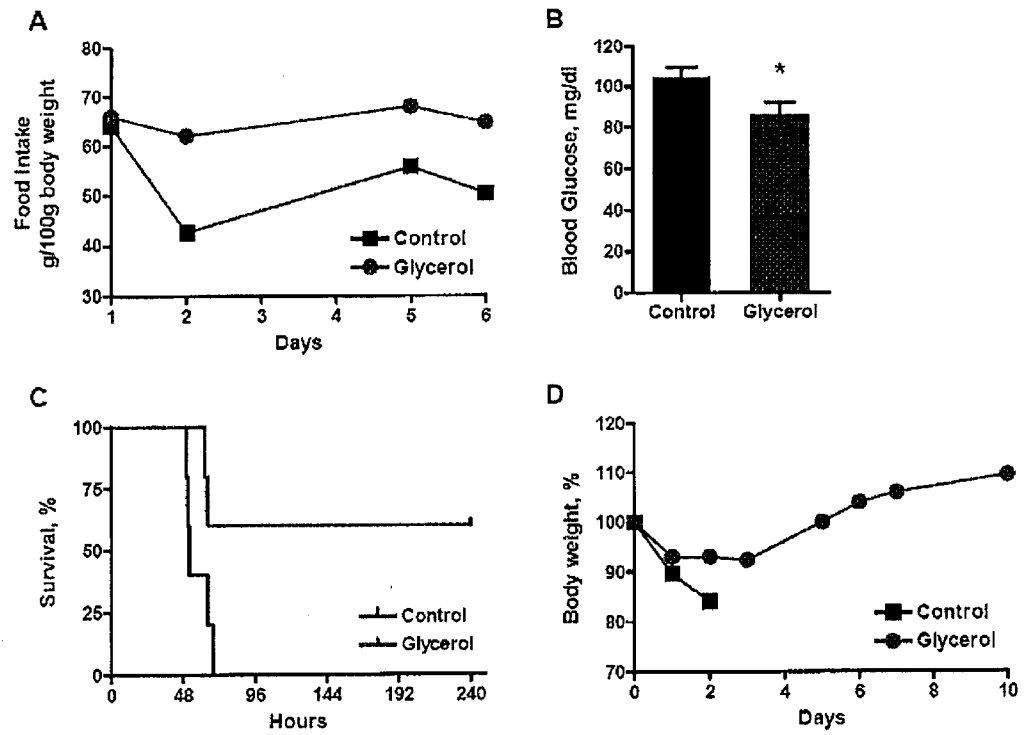 A
Food Intake
g/100g body weight
80
70
60
50
40
30
1 2 3 4 5 6
Days
Control
Glycerol
B
Blood Glucose, mg/dl
120
100
80
60
40
20
0
*
Control Glycerol
C
Survival, %
100
75
50
25
0
0 48 96 144 192 240
Hours
Control
Glycerol
D
Body weight, %
120
110
100
90
80
70
0 2 4 6 8 10
Days
Control
Glycerol